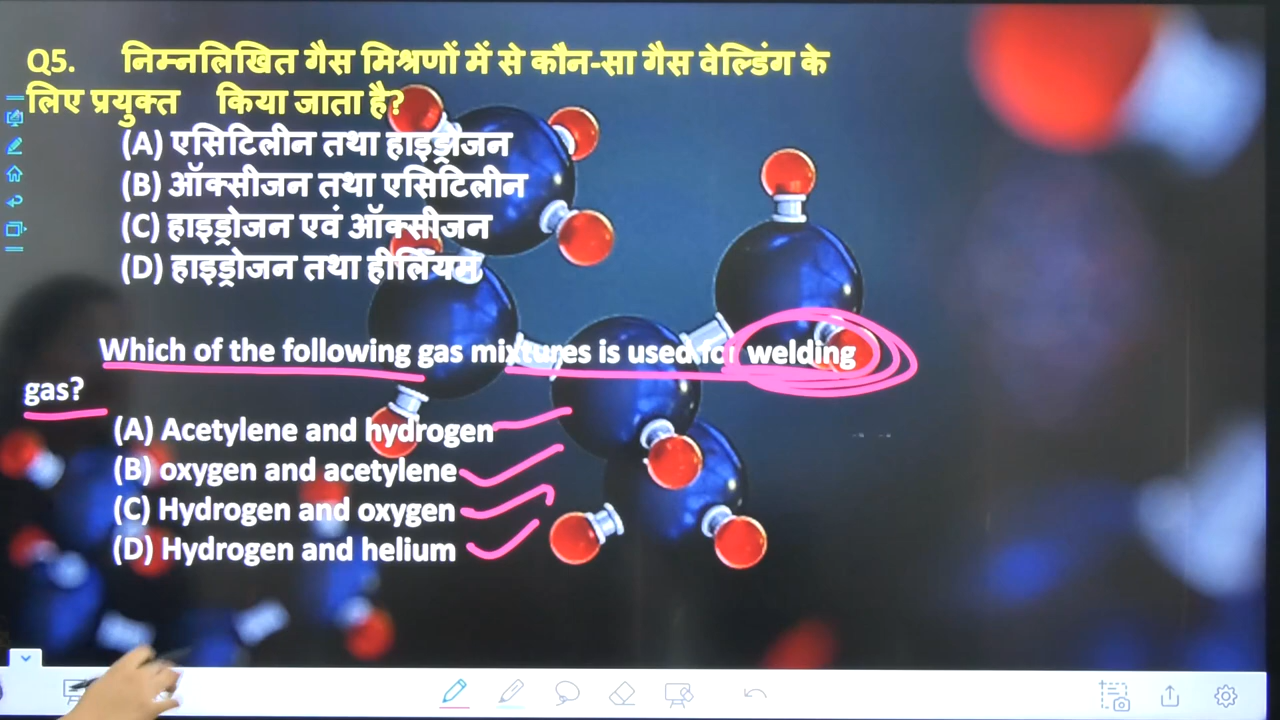 Q5. निम्नलिखित गैस मिश्रणों में से कौन-सा गैस वेल्डिंग के
लिए प्रयुक्त किया जाता है?
(A) एसिटिलीन तथा हाइड्रोजन
(B) ऑक्सीजन तथा एसिटिलीन
(C) हाइड्रोजन एवं ऑक्सीजन
(D) हाइड्रोजन तथा हीलियम
Which of the following gas mixtures is used for welding
gas?
(A) Acetylene and hydrogen
(B) oxygen and acetylene
(C) Hydrogen and oxygen
(D) Hydrogen and helium